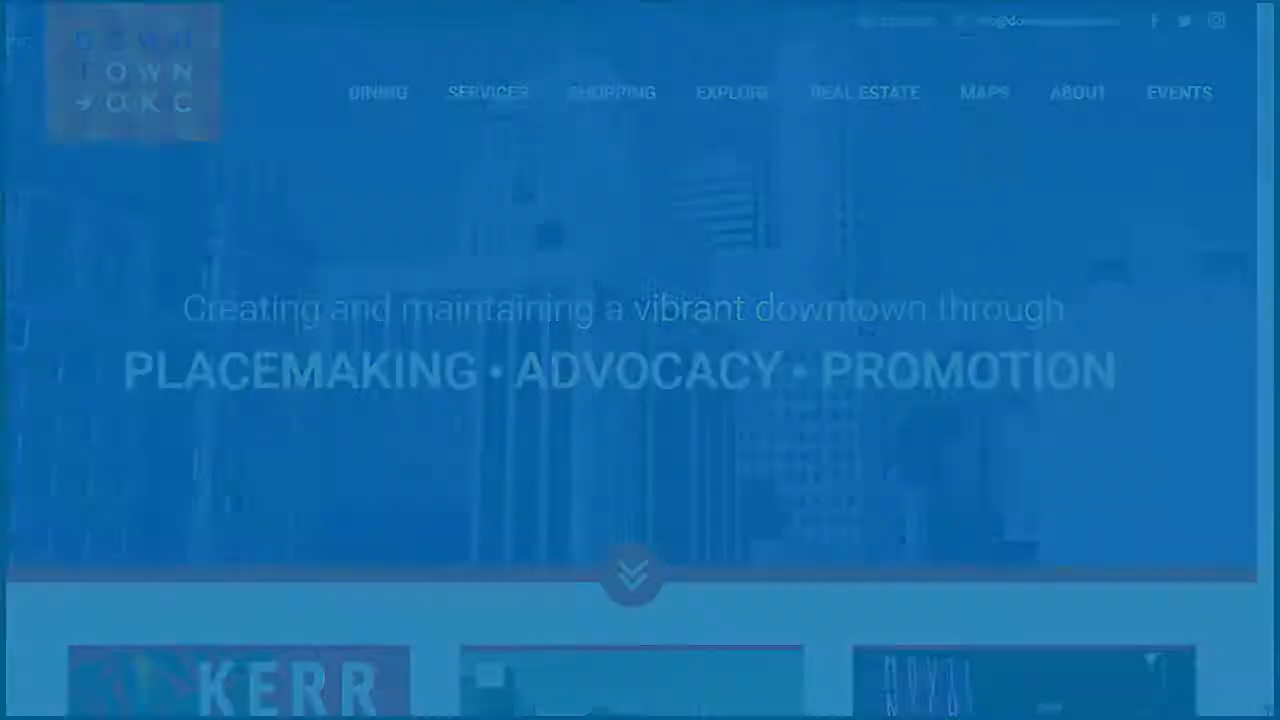 DOWN
TOWN
→OKC
DINING SERVICES SHOPPING EXPLORE REAL ESTATE MAPS ABOUT EVENTS
Creating and maintaining a vibrant downtown through
PLACEMAKING • ADVOCACY • PROMOTION
KERR